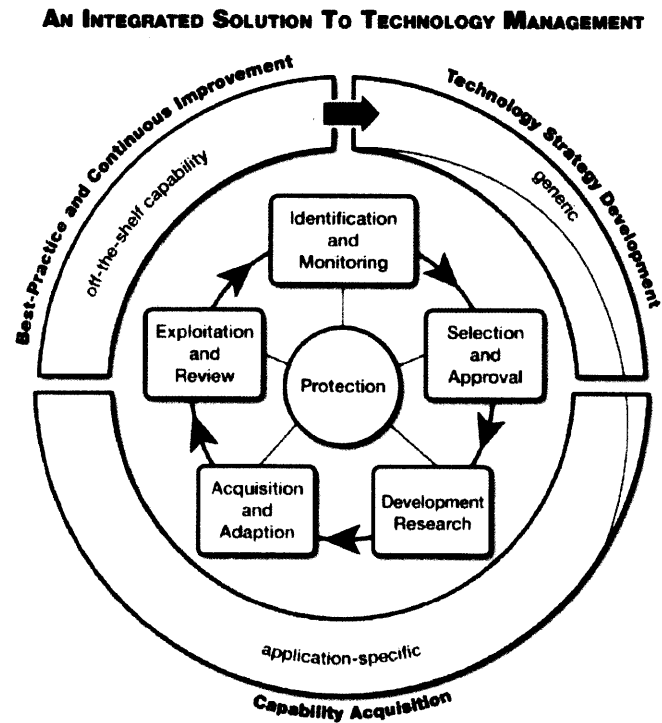 AN INTEGRATED SOLUTION TO TECHNOLOGY MANAGEMENT
Best-Practice and Continuous Improvement
Technology Strategy Development
off-the-shelf capability
generic
Identification
and
Monitoring
Exploitation
and
Review
Selection
and
Approval
Protection
Acquisition
and
Adaption
Development
Research
application-specific
Capability Acquisition